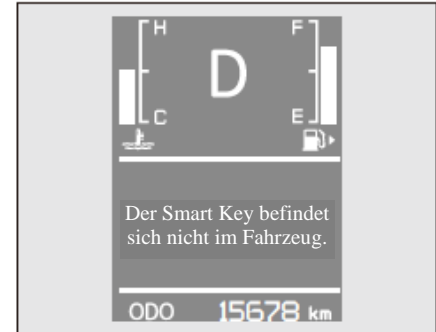 H F
D
C E
Der Smart Key befindet
sich nicht im Fahrzeug.
ODO 15678 km